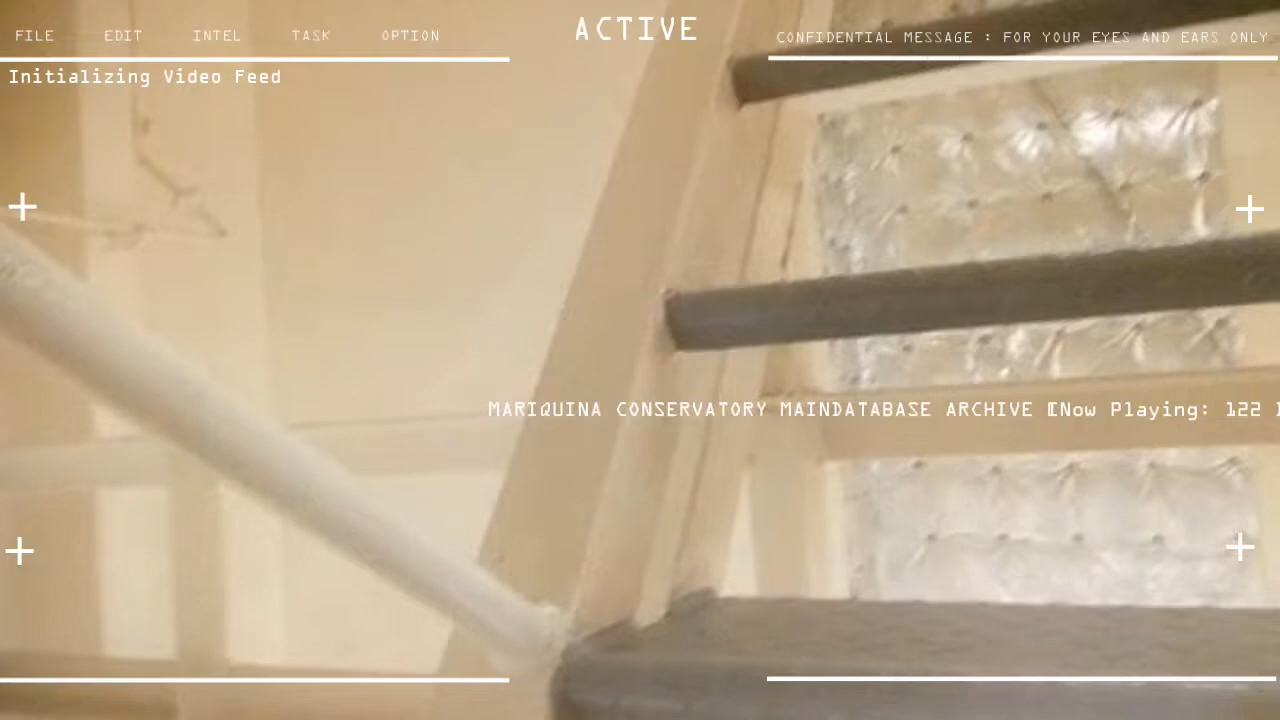 FILE EDIT INTEL TASK OPTION
ACTIVE
CONFIDENTIAL MESSAGE : FOR YOUR EYES AND EARS ONLY
Initializing Video Feed
MARIQUINA CONSERVATORY MAINDATABASE ARCHIVE [Now Playing: 122